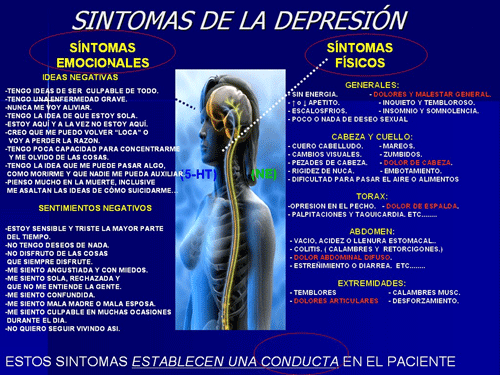 SINTOMAS DE LA DEPRESIÓN
SÍNTOMAS
EMOCIONALES
IDEAS NEGATIVAS
-TENGO IDEAS DE SER CULPABLE DE TODO.
-TENGO UNA ENFERMEDAD GRAVE.
-NUNCA ME VOY ALIVIAR.
-TENGO LA IDEA DE QUE ESTOY SOLA.
-ESTOY AQUÍ Y A LA VEZ NO ESTOY AQUÍ.
-CREO QUE ME PUEDO VOLVER "LOCA" O
VOY A PERDER LA RAZÓN.
-TENGO POCA CAPACIDAD PARA CONCENTRARME
Y ME OLVIDO DE LAS COSAS.
-TENGO LA IDEA QUE ME PUEDE PASAR ALGO,
COMO MORIRME Y QUE NADIE ME PUEDA AUXILIAR.
-PIENSO MUCHO EN LA MUERTE, INCLUSIVE
ME ASALTAN LAS IDEAS DE CÓMO SUICIDARME...
SENTIMIENTOS NEGATIVOS
-ESTOY SENSIBLE Y TRISTE LA MAYOR PARTE
DEL TIEMPO.
-NO TENGO DESEOS DE NADA.
-NO DISFRUTO DE LAS COSAS
QUE SIEMPRE DISFRUTE.
-ME SIENTO ANGUSTIADA Y CON MIEDOS.
-ME SIENTO SOLA, RECHAZADA Y
QUE NO ME ENTIENDE LA GENTE.
-ME SIENTO CONFUNDIDA.
-ME SIENTO MALA MADRE O MALA ESPOSA.
-ME SIENTO CULPABLE EN MUCHAS OCASIONES
DURANTE EL DIA.
-NO QUIERO SEGUIR VIVIENDO ASI.
(5-HT) (NE)
SÍNTOMAS
FÍSICOS
GENERALES:
- SIN ENERGIA. - DOLORES Y MALESTAR GENERAL.
- ↑ o ↓ APETITO. - INQUIETO Y TEMBLOROSO.
- ESCALOSFRIOS. - INSOMNIO Y SOMNOLENCIA.
- POCO O NADA DE DESEO SEXUAL
CABEZA Y CUELLO:
- CUERO CABELLUDO. - MAREOS.
- CAMBIOS VISUALES. - ZUMBIDOS.
- PEZADES DE CABEZA. - DOLOR DE CABEZA.
- RIGIDEZ DE NUCA. - EMBOTAMIENTO.
- DIFICULTAD PARA PASAR EL AIRE O ALIMENTOS
TORAX:
-OPRESION EN EL PECHO. - DOLOR DE ESPALDA.
- PALPITACIONES Y TAQUICARDIA. ETC........
ABDOMEN:
- VACIO, ACIDEZ O LLENURA ESTOMACAL..
- COLITIS. ( CALAMBRES Y RETORCIGONES.)
- DOLOR ABDOMINAL DIFUSO.
- ESTREÑIMIENTO O DIARREA. ETC........
EXTREMIDADES:
- TEMBLORES - CALAMBRES MUSC.
- DOLORES ARTICULARES - DESFORZAMIENTO.
ESTOS SINTOMAS ESTABLECEN UNA CONDUCTA EN EL PACIENTE